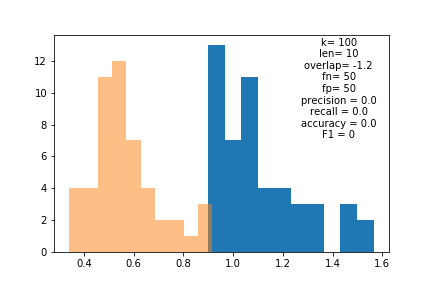 k= 100
len= 10
overlap= -1.2
fn= 50
fp= 50
precision = 0.0
recall = 0.0
accuracy = 0.0
F1 = 0
12
10
8
6
4
2
0
0.4 0.6 0.8 1.0 1.2 1.4 1.6